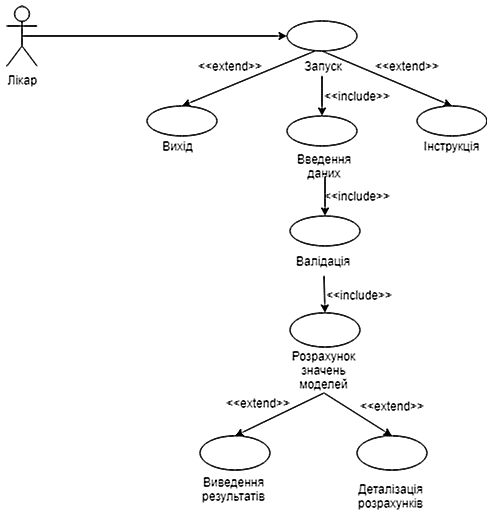 Лікар
Запуск
<<extend>>
<<extend>>
<<include>>
Вихід
Введення
даних
Інструкція
<<include>>
Валідація
<<include>>
Розрахунок
значень
моделей
<<extend>>
<<extend>>
Виведення
результатів
Деталізація
розрахунків